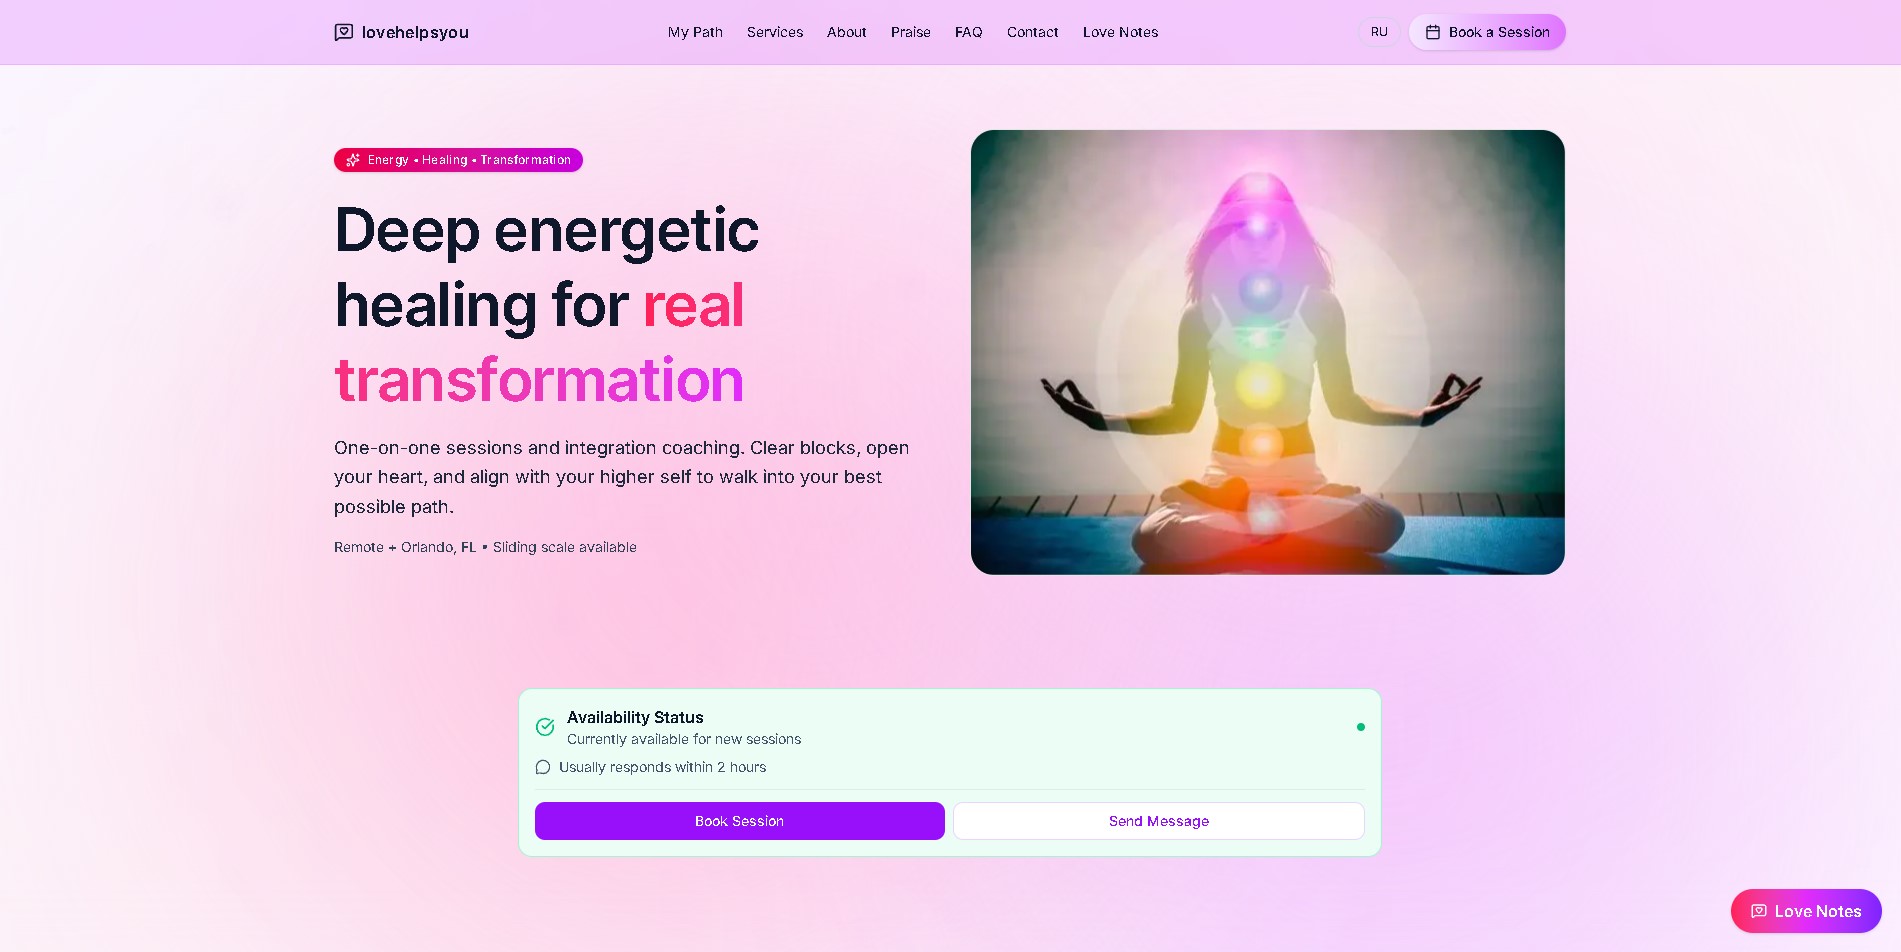 lovehelpsyou
My Path
Services
About
Praise
FAQ
Contact
Love Notes
RU
Book a Session
Energy • Healing • Transformation
Deep energetic
healing for real
transformation
One-on-one sessions and integration coaching. Clear blocks, open
your heart, and align with your higher self to walk into your best
possible path.
Remote + Orlando, FL • Sliding scale available
Availability Status
Currently available for new sessions
Usually responds within 2 hours
Book Session
Send Message
Love Notes